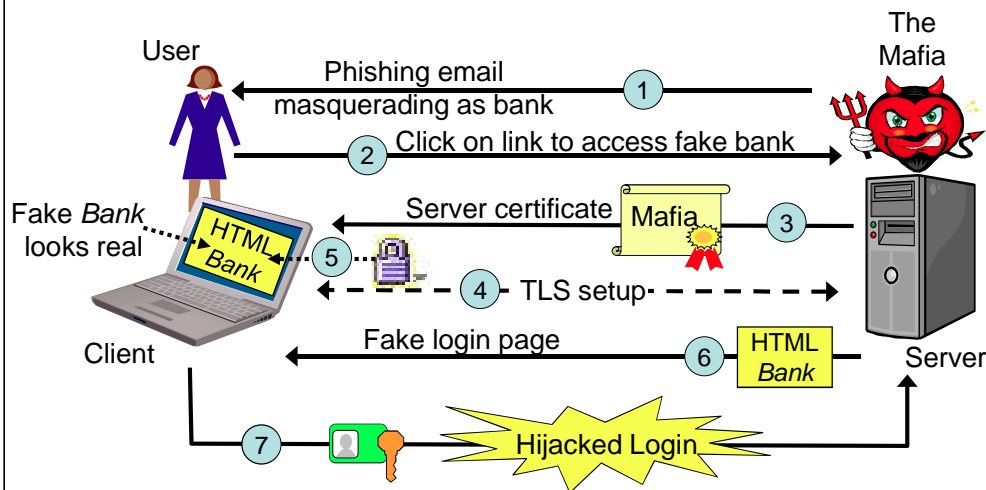 User
The
Mafia
Phishing email
masquerading as bank
1
2
Click on link to access fake bank
Server certificate
Mafia
3
Fake Bank
looks real
HTML
Bank
5
4
TLS setup
Fake login page
6
HTML
Bank
Client
Server
7
Hijacked Login